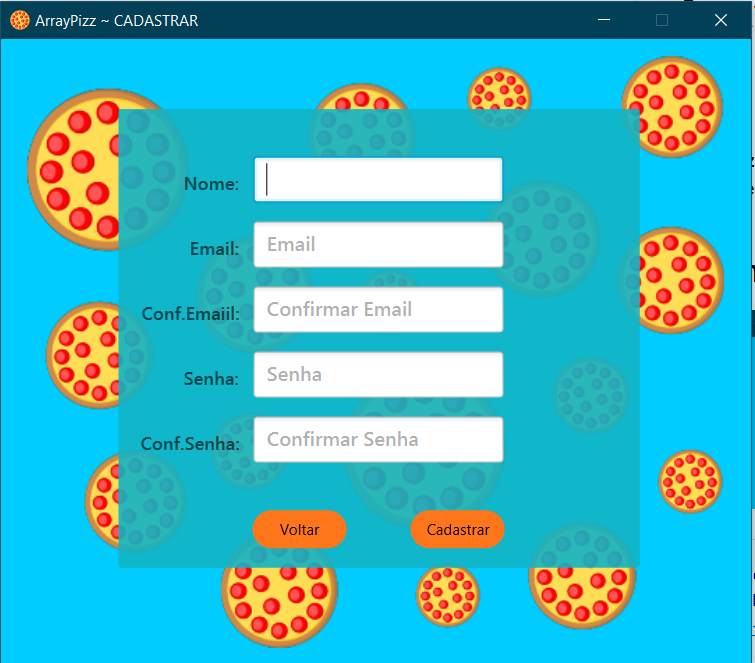 ArrayPizz ~ CADASTRAR
Nome:
Email: Email
Conf.Emaiil: Confirmar Email
Senha: Senha
Conf.Senha: Confirmar Senha
Voltar Cadastrar